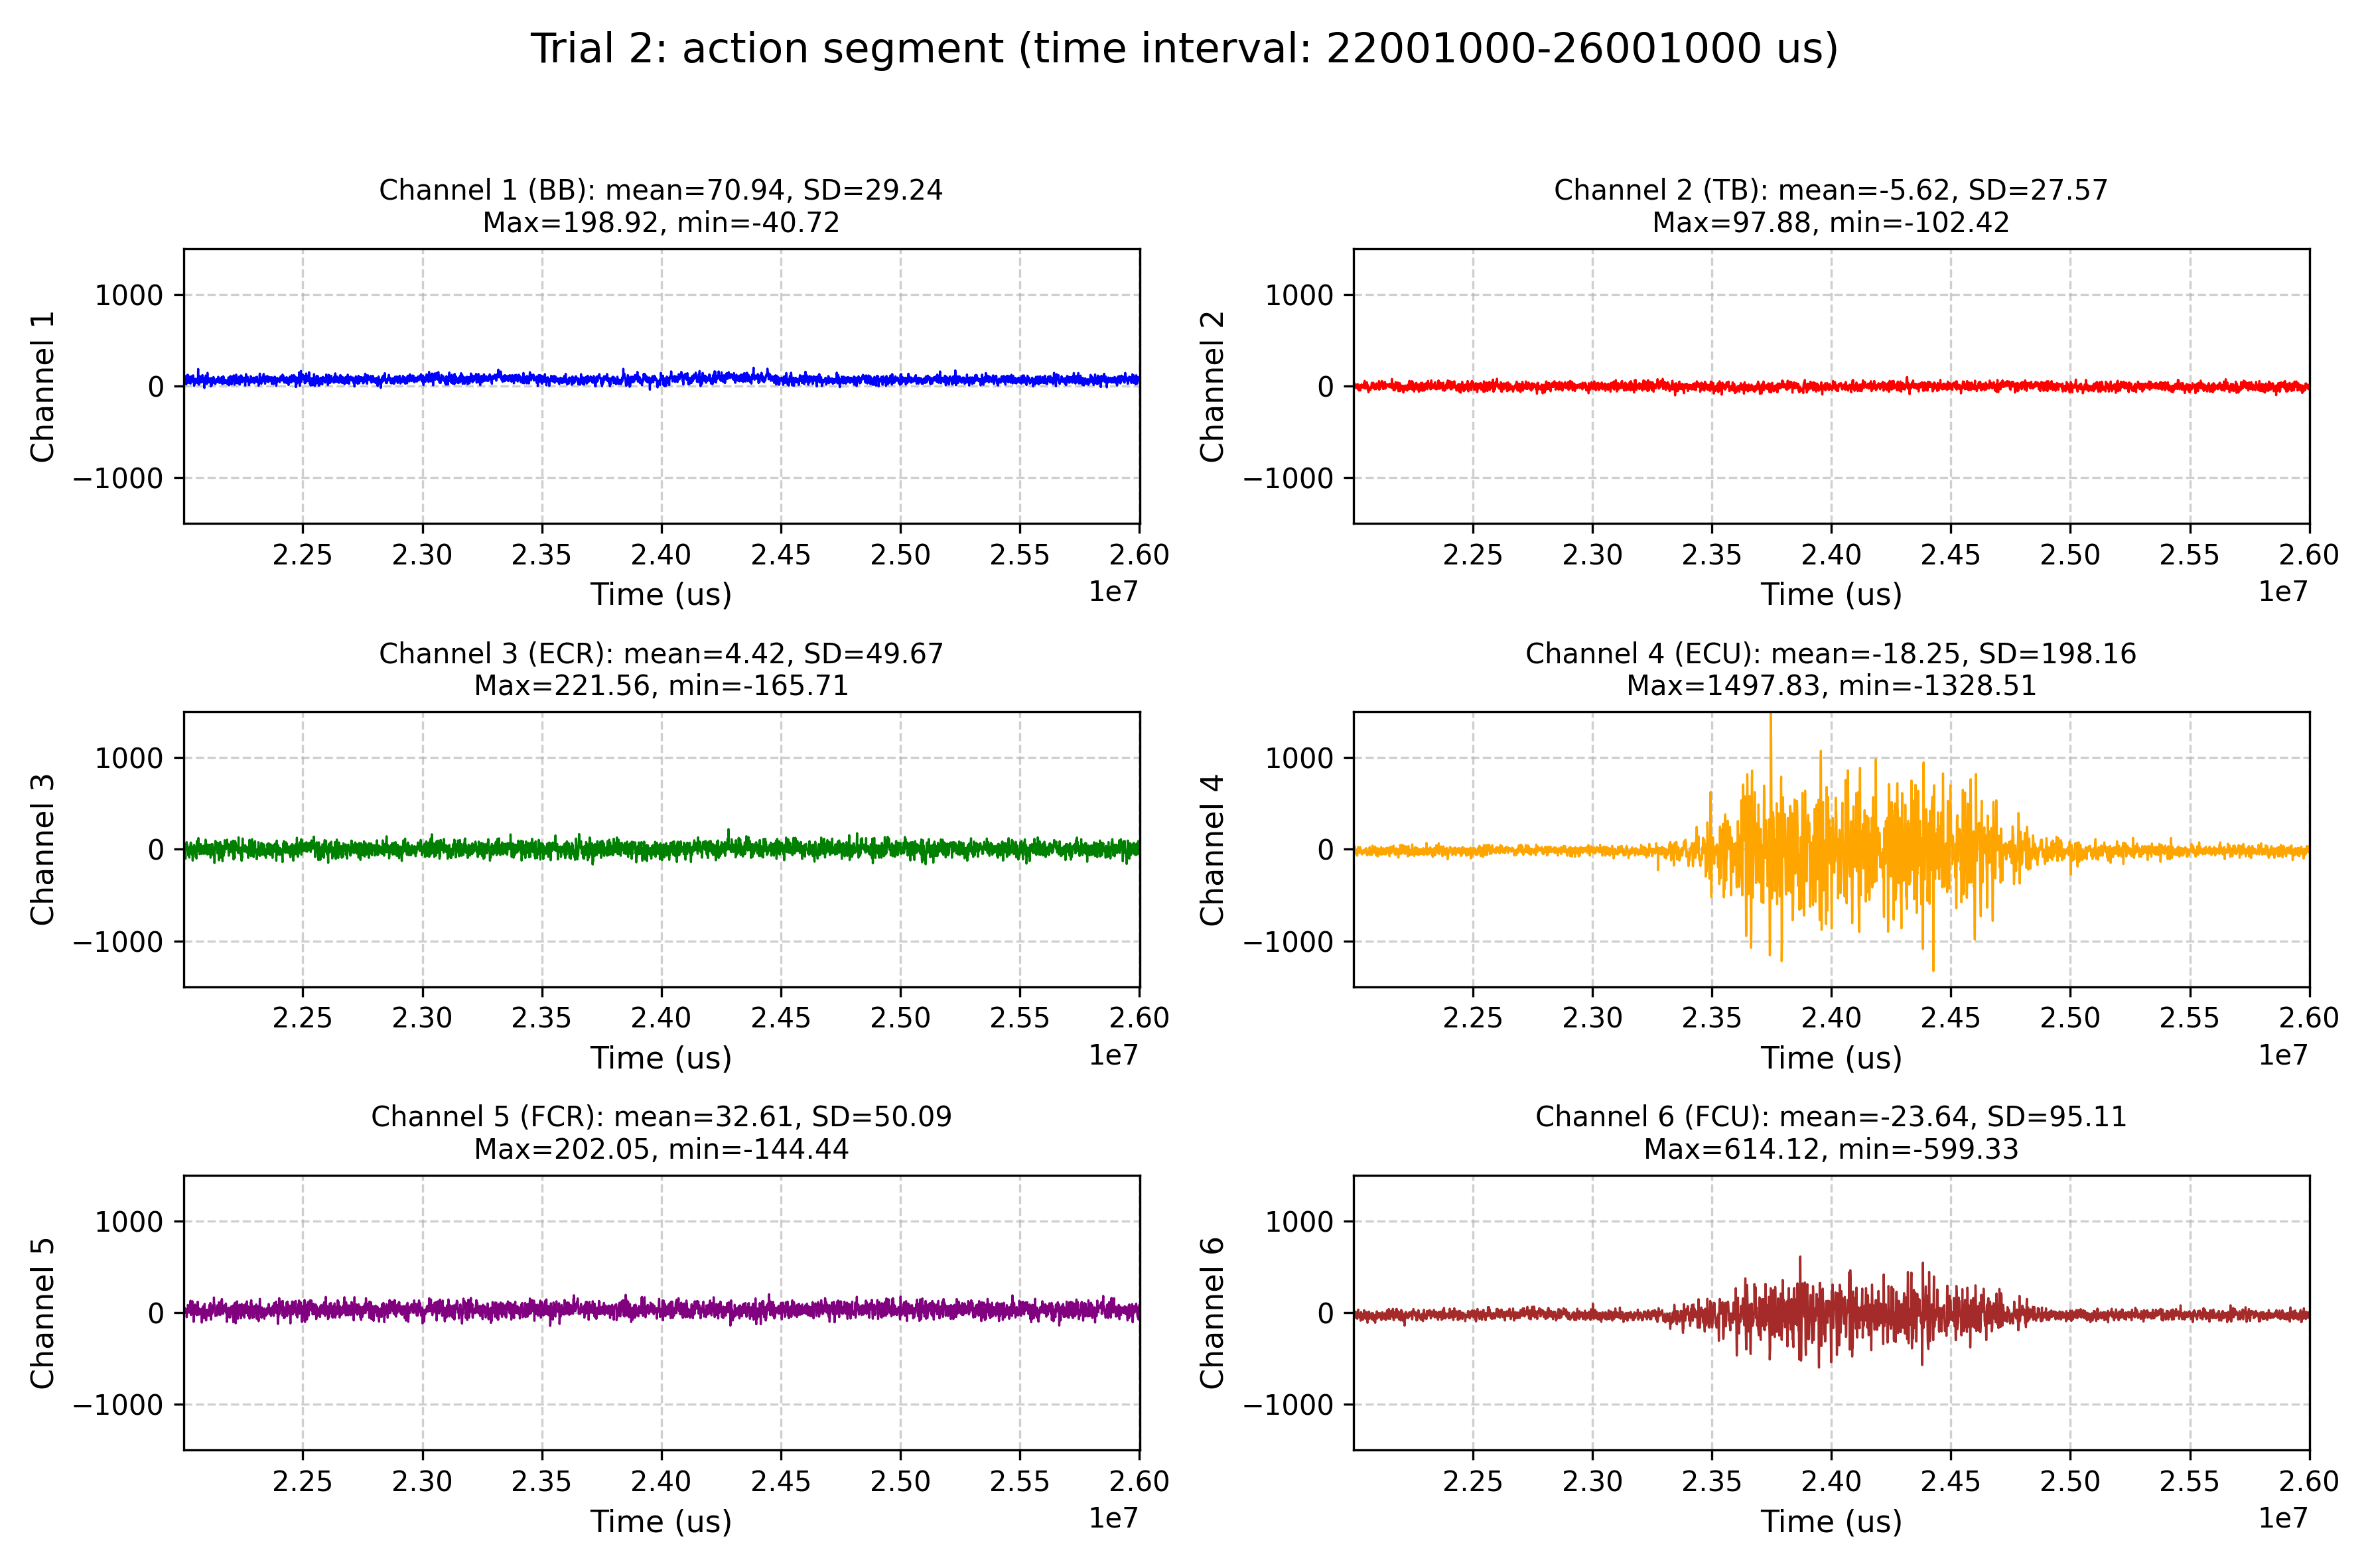 Trial 2: action segment (time interval: 22001000-26001000 us)
Channel 1 (BB): mean=70.94, SD=29.24
Max=198.92, min=-40.72
Channel 1
1000
0
−1000
2.25 2.30 2.35 2.40 2.45 2.50 2.55 2.60
1e7
Time (us)
Channel 2 (TB): mean=-5.62, SD=27.57
Max=97.88, min=-102.42
Channel 2
1000
0
−1000
2.25 2.30 2.35 2.40 2.45 2.50 2.55 2.60
1e7
Time (us)
Channel 3 (ECR): mean=4.42, SD=49.67
Max=221.56, min=-165.71
Channel 3
1000
0
−1000
2.25 2.30 2.35 2.40 2.45 2.50 2.55 2.60
1e7
Time (us)
Channel 4 (ECU): mean=-18.25, SD=198.16
Max=1497.83, min=-1328.51
Channel 4
1000
0
−1000
2.25 2.30 2.35 2.40 2.45 2.50 2.55 2.60
1e7
Time (us)
Channel 5 (FCR): mean=32.61, SD=50.09
Max=202.05, min=-144.44
Channel 5
1000
0
−1000
2.25 2.30 2.35 2.40 2.45 2.50 2.55 2.60
1e7
Time (us)
Channel 6 (FCU): mean=-23.64, SD=95.11
Max=614.12, min=-599.33
Channel 6
1000
0
−1000
2.25 2.30 2.35 2.40 2.45 2.50 2.55 2.60
1e7
Time (us)